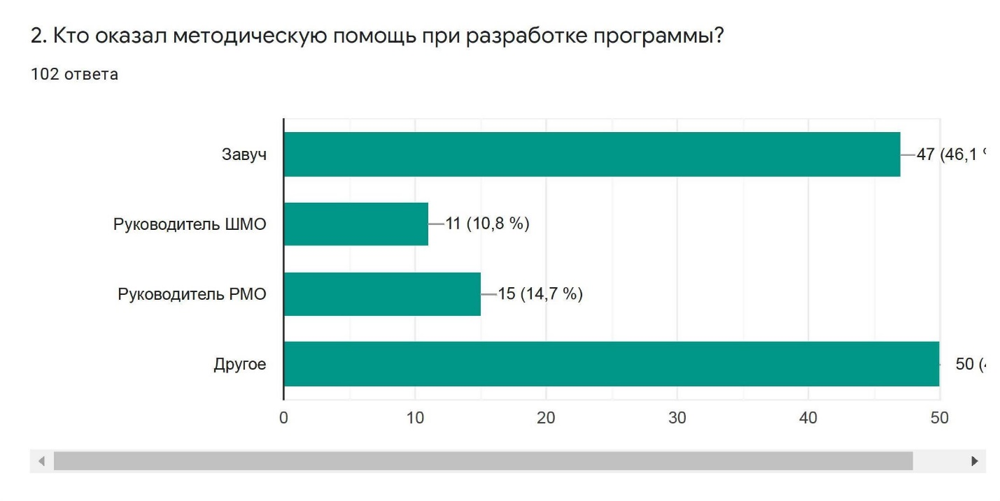 2. Кто оказал методическую помощь при разработке программы?
102 ответа
Завуч
47 (46,1
Руководитель ШМО
11 (10,8 %)
Руководитель РМО
15 (14,7 %)
Другое
50 (
0 10 20 30 40 50